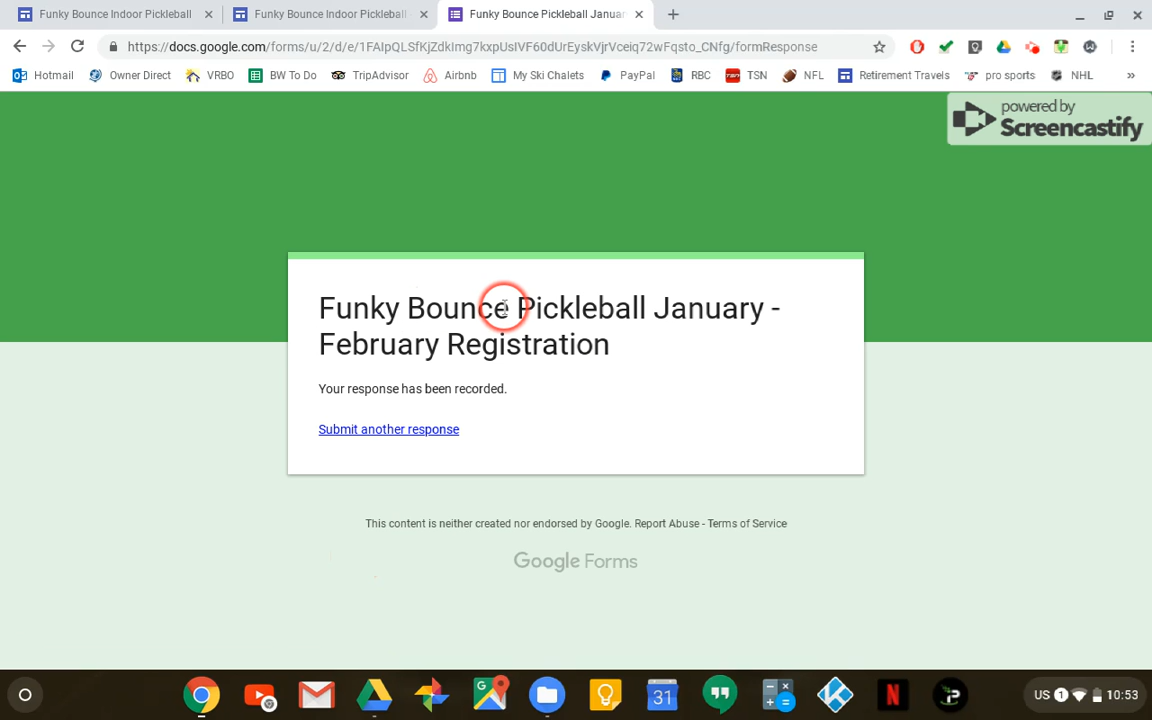 Funky Bounce Indoor Pickleball
Funky Bounce Indoor Pickleball
Funky Bounce Pickleball Januar
https://docs.google.com/forms/u/2/d/e/1FAIpQLSfKjZdkImg7kxpUsIVF60dUrEyskVjrVceiq72wFqsto_CNfg/formResponse
Hotmail Owner Direct VRBO BW To Do TripAdvisor Airbnb My Ski Chalets PayPal RBC TSN NFL Retirement Travels pro sports NHL »
powered by
Screencastify
Funky Bounce Pickleball January -
February Registration
Your response has been recorded.
Submit another response
This content is neither created nor endorsed by Google. Report Abuse - Terms of Service
Google Forms
31
US 1 10:53